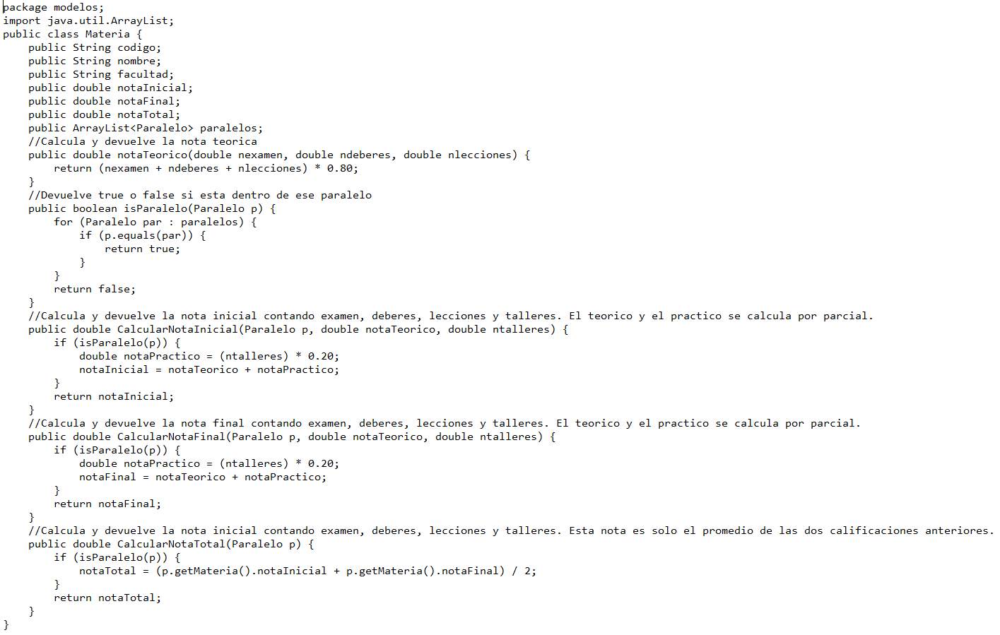 package modelos;
import java.util.ArrayList;
public class Materia {
    public String codigo;
    public String nombre;
    public String facultad;
    public double notaInicial;
    public double notaFinal;
    public double notaTotal;
    public ArrayList<Paralelo> paralelos;
    //Calcula y devuelve la nota teorica
    public double notaTeorico(double nexamen, double ndeberes, double nlecciones) {
        return (nexamen + ndeberes + nlecciones) * 0.80;
    }
    //Devuelve true o false si esta dentro de ese paralelo
    public boolean isParalelo(Paralelo p) {
        for (Paralelo par : paralelos) {
            if (p.equals(par)) {
                return true;
            }
        }
        return false;
    }
    //Calcula y devuelve la nota inicial contando examen, deberes, lecciones y talleres. El teorico y el practico se calcula por parcial.
    public double CalcularNotaInicial(Paralelo p, double notaTeorico, double ntalleres) {
        if (isParalelo(p)) {
            double notaPractico = (ntalleres) * 0.20;
            notaInicial = notaTeorico + notaPractico;
        }
        return notaInicial;
    }
    //Calcula y devuelve la nota final contando examen, deberes, lecciones y talleres. El teorico y el practico se calcula por parcial.
    public double CalcularNotaFinal(Paralelo p, double notaTeorico, double ntalleres) {
        if (isParalelo(p)) {
            double notaPractico = (ntalleres) * 0.20;
            notaFinal = notaTeorico + notaPractico;
        }
        return notaFinal;
    }
    //Calcula y devuelve la nota inicial contando examen, deberes, lecciones y talleres. Esta nota es solo el promedio de las dos calificaciones anteriores.
    public double CalcularNotaTotal(Paralelo p) {
        if (isParalelo(p)) {
            notaTotal = (p.getMateria().notaInicial + p.getMateria().notaFinal) / 2;
        }
        return notaTotal;
    }
}